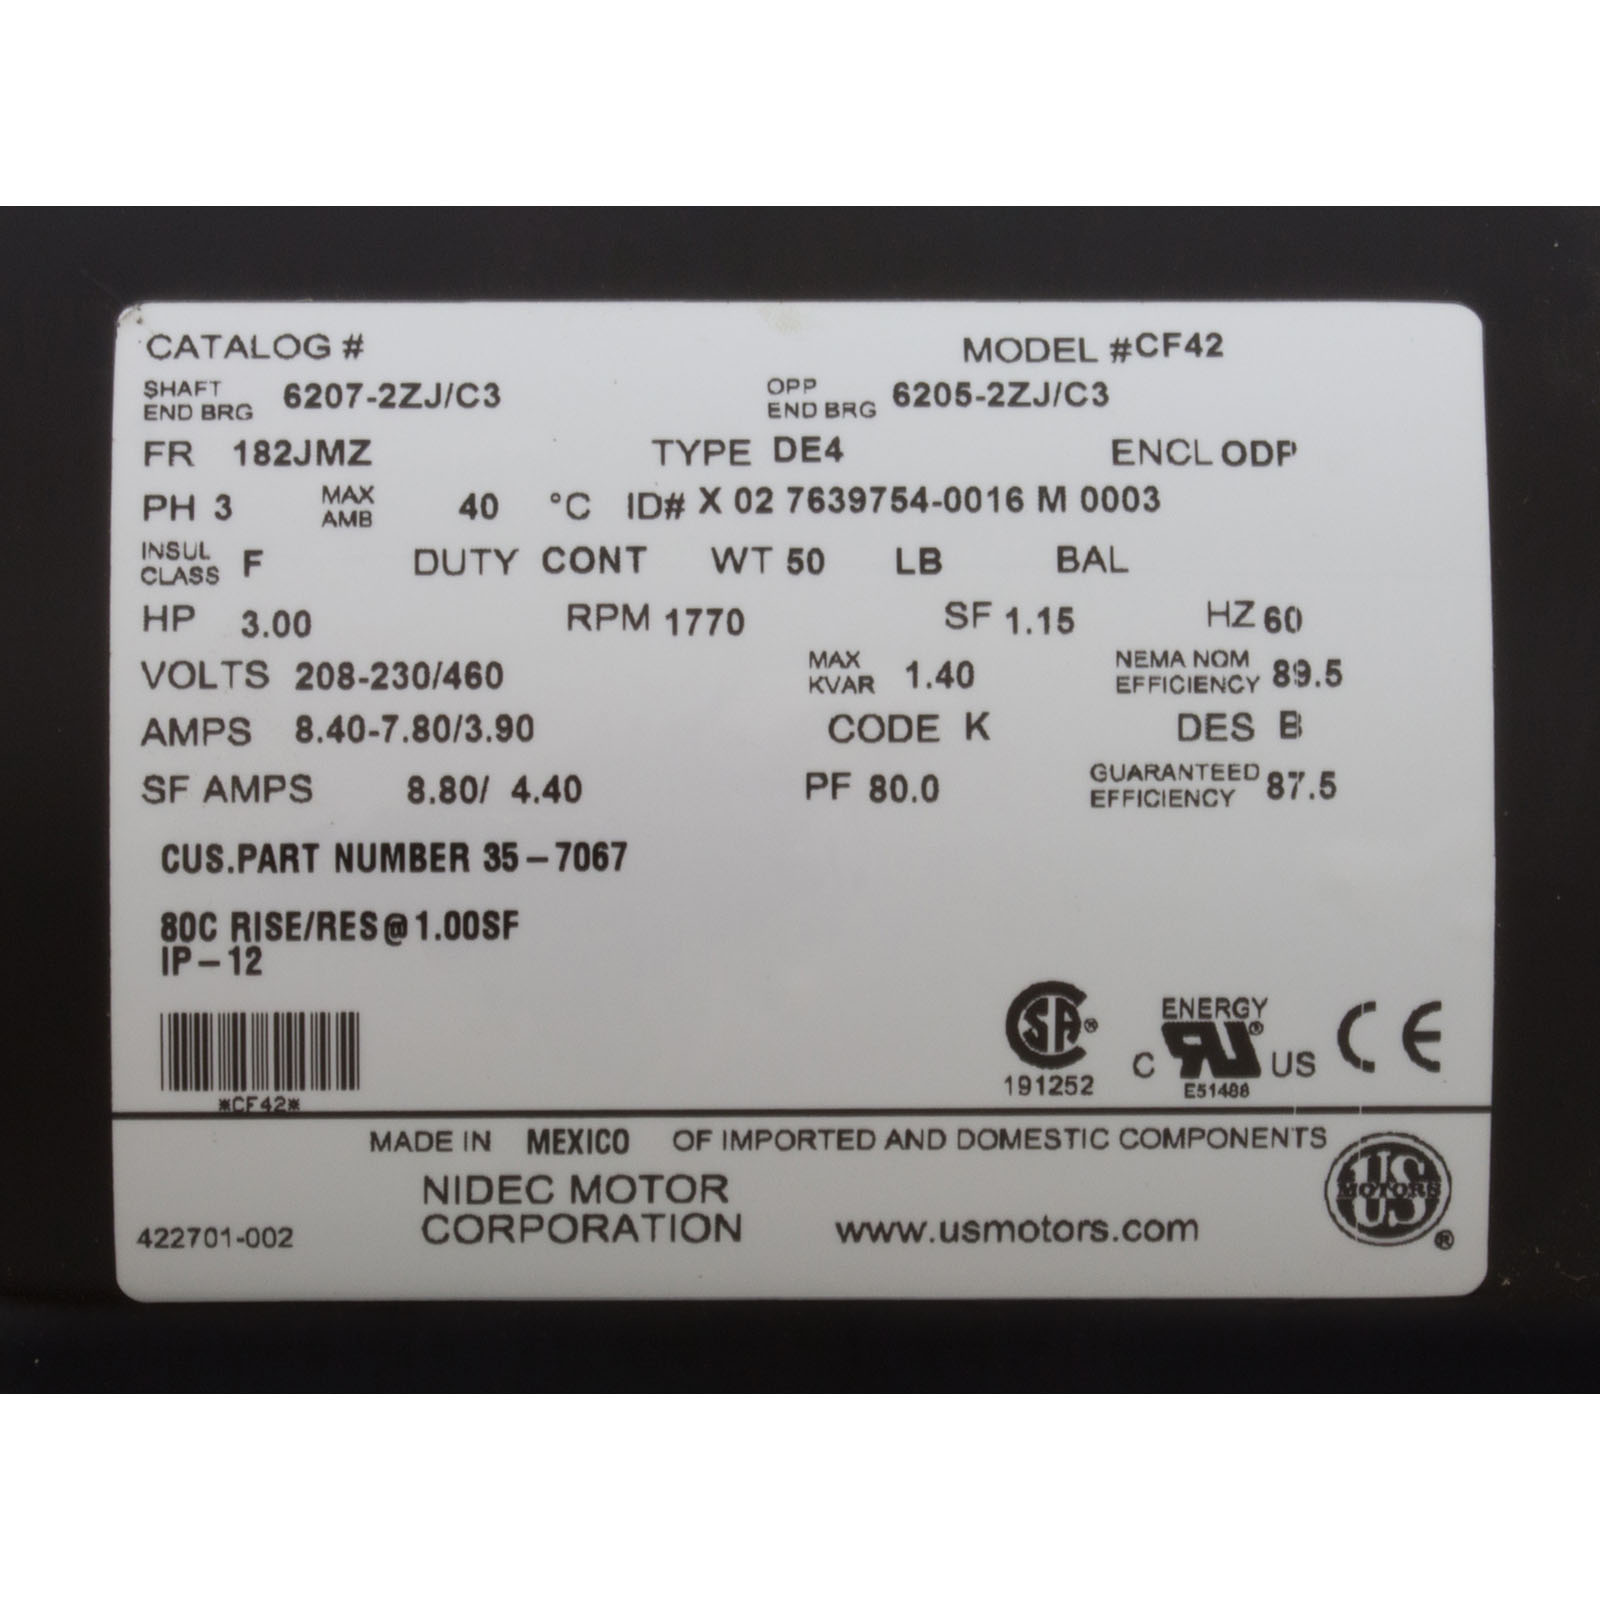 CATALOG # MODEL #CF42
SHAFT END BRG 6207-2ZJ/C3 OPP END BRG 6205-2ZJ/C3
FR 182JMZ TYPE DE4 ENCL ODP
PH 3 MAX AMB 40 °C ID# X 02 7639754-0016 M 0003
INSUL CLASS F DUTY CONT WT 50 LB BAL
HP 3.00 RPM 1770 SF 1.15 HZ 60
VOLTS 208-230/460 MAX KVAR 1.40 NEMA NOM EFFICIENCY 89.5
AMPS 8.40-7.80/3.90 CODE K DES B
SF AMPS 8.80/ 4.40 PF 80.0 GUARANTEED EFFICIENCY 87.5
CUS.PART NUMBER 35-7067
80C RISE/RES@1.00SF
IP-12
*CF42*
SA® 191252
ENERGY C RU® US E51488
CE
MADE IN MEXICO OF IMPORTED AND DOMESTIC COMPONENTS
NIDEC MOTOR
CORPORATION
422701-002 www.usmotors.com
US MOTORS ®